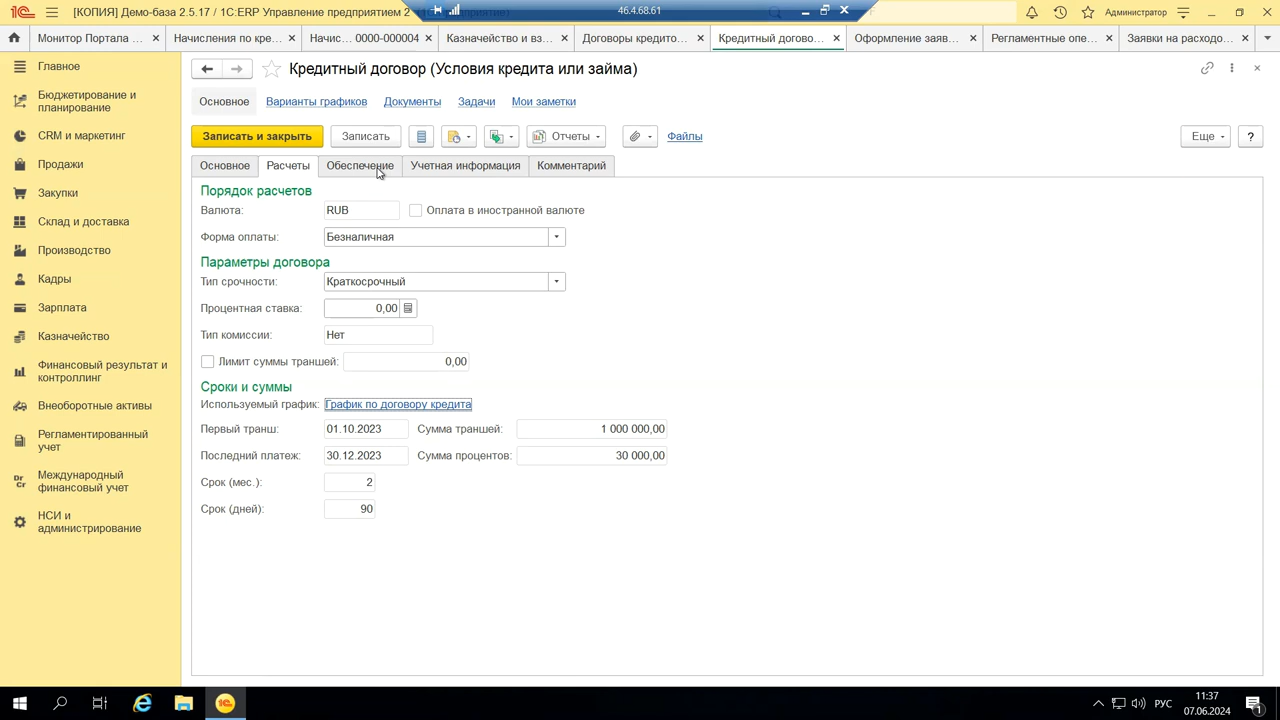 [КОПИЯ] Демо-база 2.5.17 / 1С:ERP Управление предприятием 2
46.4.68.61
Администратор
Монитор Портала ...
Начисления по кре...
Начис... 0000-000004
Казначейство и вз...
Договоры кредито...
Кредитный догово...
Оформление заяв...
Регламентные опе...
Заявки на расходо...
Главное
Бюджетирование и
планирование
CRM и маркетинг
Продажи
Закупки
Склад и доставка
Производство
Кадры
Зарплата
Казначейство
Финансовый результат и
контроллинг
Внеоборотные активы
Регламентированный
учет
Международный
финансовый учет
НСИ и
администрирование
Кредитный договор (Условия кредита или займа)
Основное Варианты графиков Документы Задачи Мои заметки
Записать и закрыть Записать Отчеты Файлы Еще ?
Основное Расчеты Обеспечение Учетная информация Комментарий
Порядок расчетов
Валюта: RUB Оплата в иностранной валюте
Форма оплаты: Безналичная
Параметры договора
Тип срочности: Краткосрочный
Процентная ставка: 0,00
Тип комиссии: Нет
Лимит суммы траншей: 0,00
Сроки и суммы
Используемый график: График по договору кредита
Первый транш: 01.10.2023 Сумма траншей: 1 000 000,00
Последний платеж: 30.12.2023 Сумма процентов: 30 000,00
Срок (мес.): 2
Срок (дней): 90
РУС
11:37
07.06.2024
1